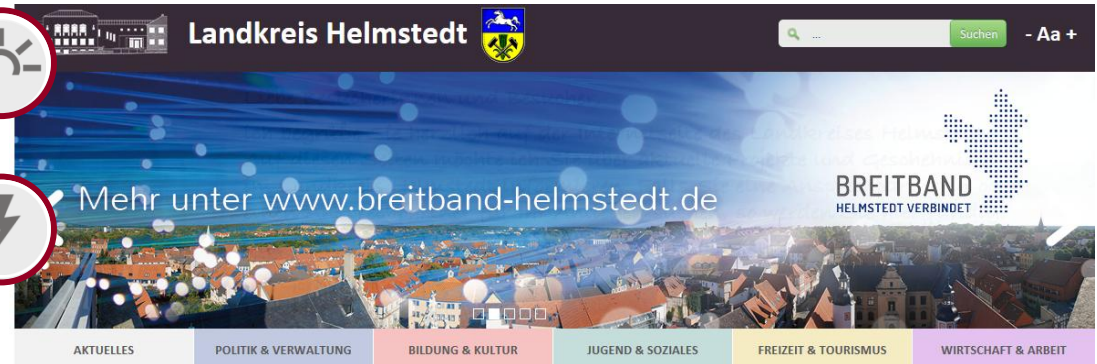 Landkreis Helmstedt
...
Suchen
- Aa +
Mehr unter www.breitband-helmstedt.de
BREITBAND
HELMSTEDT VERBINDET
AKTUELLES
POLITIK & VERWALTUNG
BILDUNG & KULTUR
JUGEND & SOZIALES
FREIZEIT & TOURISMUS
WIRTSCHAFT & ARBEIT